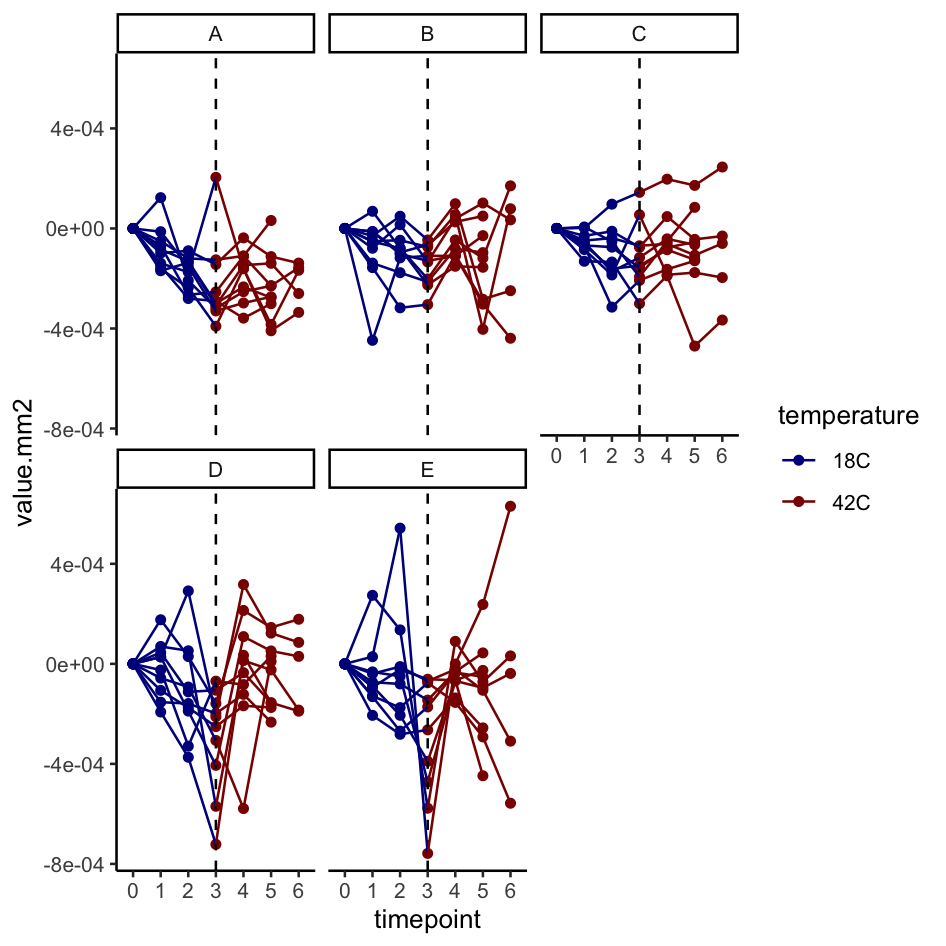 A B C
4e-04
0e+00
-4e-04
-8e-04
0 1 2 3 4 5 6
value.mm2
temperature
18C
42C
D E
4e-04
0e+00
-4e-04
-8e-04
0 1 2 3 4 5 6 0 1 2 3 4 5 6
timepoint